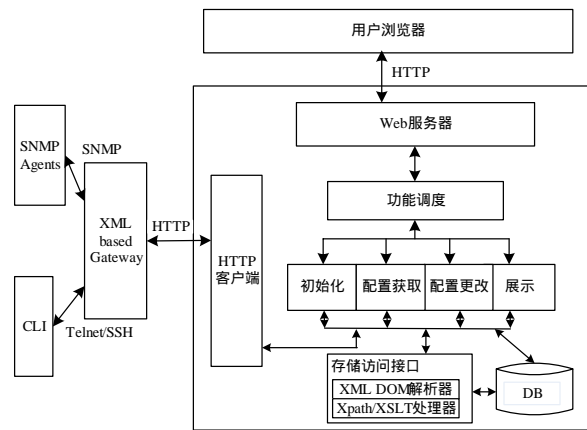 用户浏览器
HTTP
Web服务器
SNMP
Agents
SNMP
功能调度
XML
based
Gateway
HTTP
HTTP
客户端
初始化
配置获取
配置更改
展示
CLI
Telnet/SSH
存储访问接口
XML DOM解析器
Xpath/XSLT处理器
DB